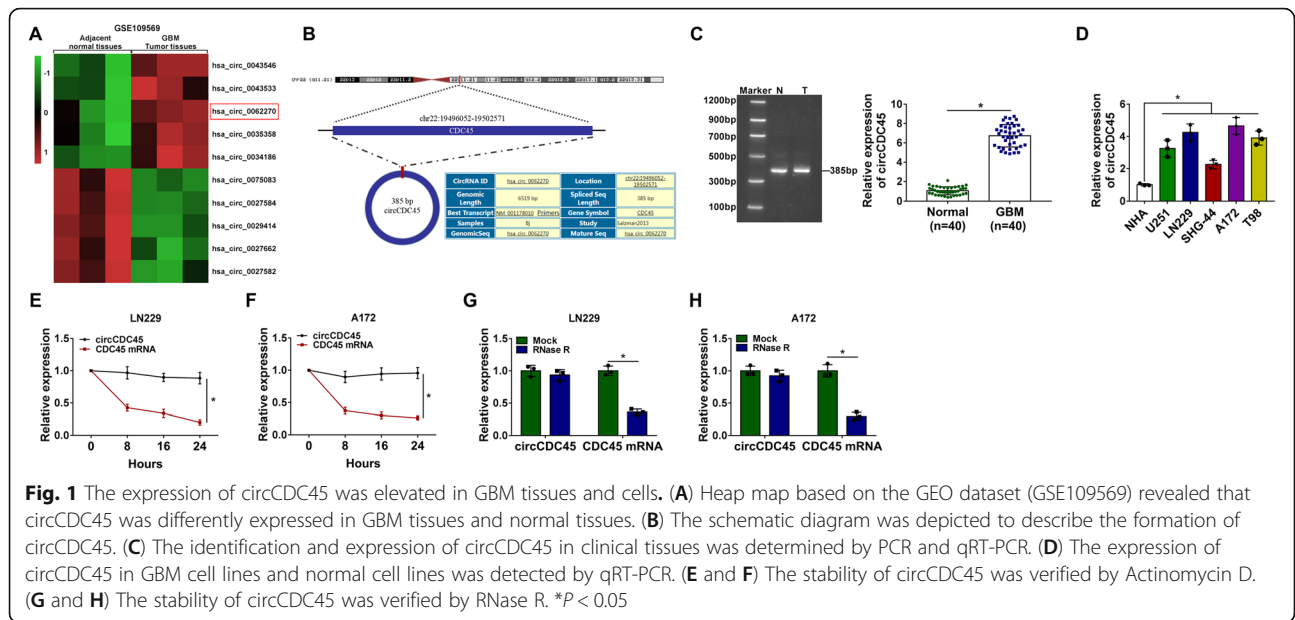 A
GSE109569
Adjacent normal tissues
GBM Tumor tissues
-1
0
1
hsa_circ_0043546
hsa_circ_0043533
hsa_circ_0062270
hsa_circ_0035358
hsa_circ_0034186
hsa_circ_0075083
hsa_circ_0027584
hsa_circ_0029414
hsa_circ_0027662
hsa_circ_0027582
B
chr22:19496052-19502571
CDC45
385 bp
circCDC45
CircRNA ID hsa_circ_0062270 Location chr22:19496052-19502571
Genomic Length 6519 bp Spliced Seq Length 385 bp
Best Transcript NM_001178010 Primers Gene Symbol CDC45
Samples Bj Study Salzman2013
GenomicSeq hsa_circ_0062270 Mature Seq hsa_circ_0062270
C
Marker N T
1200bp
900bp
700bp
500bp
300bp
100bp
385bp
Relative expression of circCDC45
10
8
6
4
2
0
*
Normal (n=40)
GBM (n=40)
D
Relative expression of circCDC45
8
6
4
2
0
*
NHA
U251
LN229
SHG-44
A172
T98
E
LN229
circCDC45
CDC45 mRNA
Relative expression
1.5
1.0
0.5
0.0
*
0 8 16 24
Hours
F
A172
circCDC45
CDC45 mRNA
Relative expression
1.5
1.0
0.5
0.0
*
0 8 16 24
Hours
G
LN229
Mock
RNase R
Relative expression
1.5
1.0
0.5
0.0
*
circCDC45 CDC45 mRNA
H
A172
Mock
RNase R
Relative expression
1.5
1.0
0.5
0.0
*
circCDC45 CDC45 mRNA
Fig. 1 The expression of circCDC45 was elevated in GBM tissues and cells. (A) Heap map based on the GEO dataset (GSE109569) revealed that
circCDC45 was differently expressed in GBM tissues and normal tissues. (B) The schematic diagram was depicted to describe the formation of
circCDC45. (C) The identification and expression of circCDC45 in clinical tissues was determined by PCR and qRT-PCR. (D) The expression of
circCDC45 in GBM cell lines and normal cell lines was detected by qRT-PCR. (E and F) The stability of circCDC45 was verified by Actinomycin D.
(G and H) The stability of circCDC45 was verified by RNase R. *P < 0.05